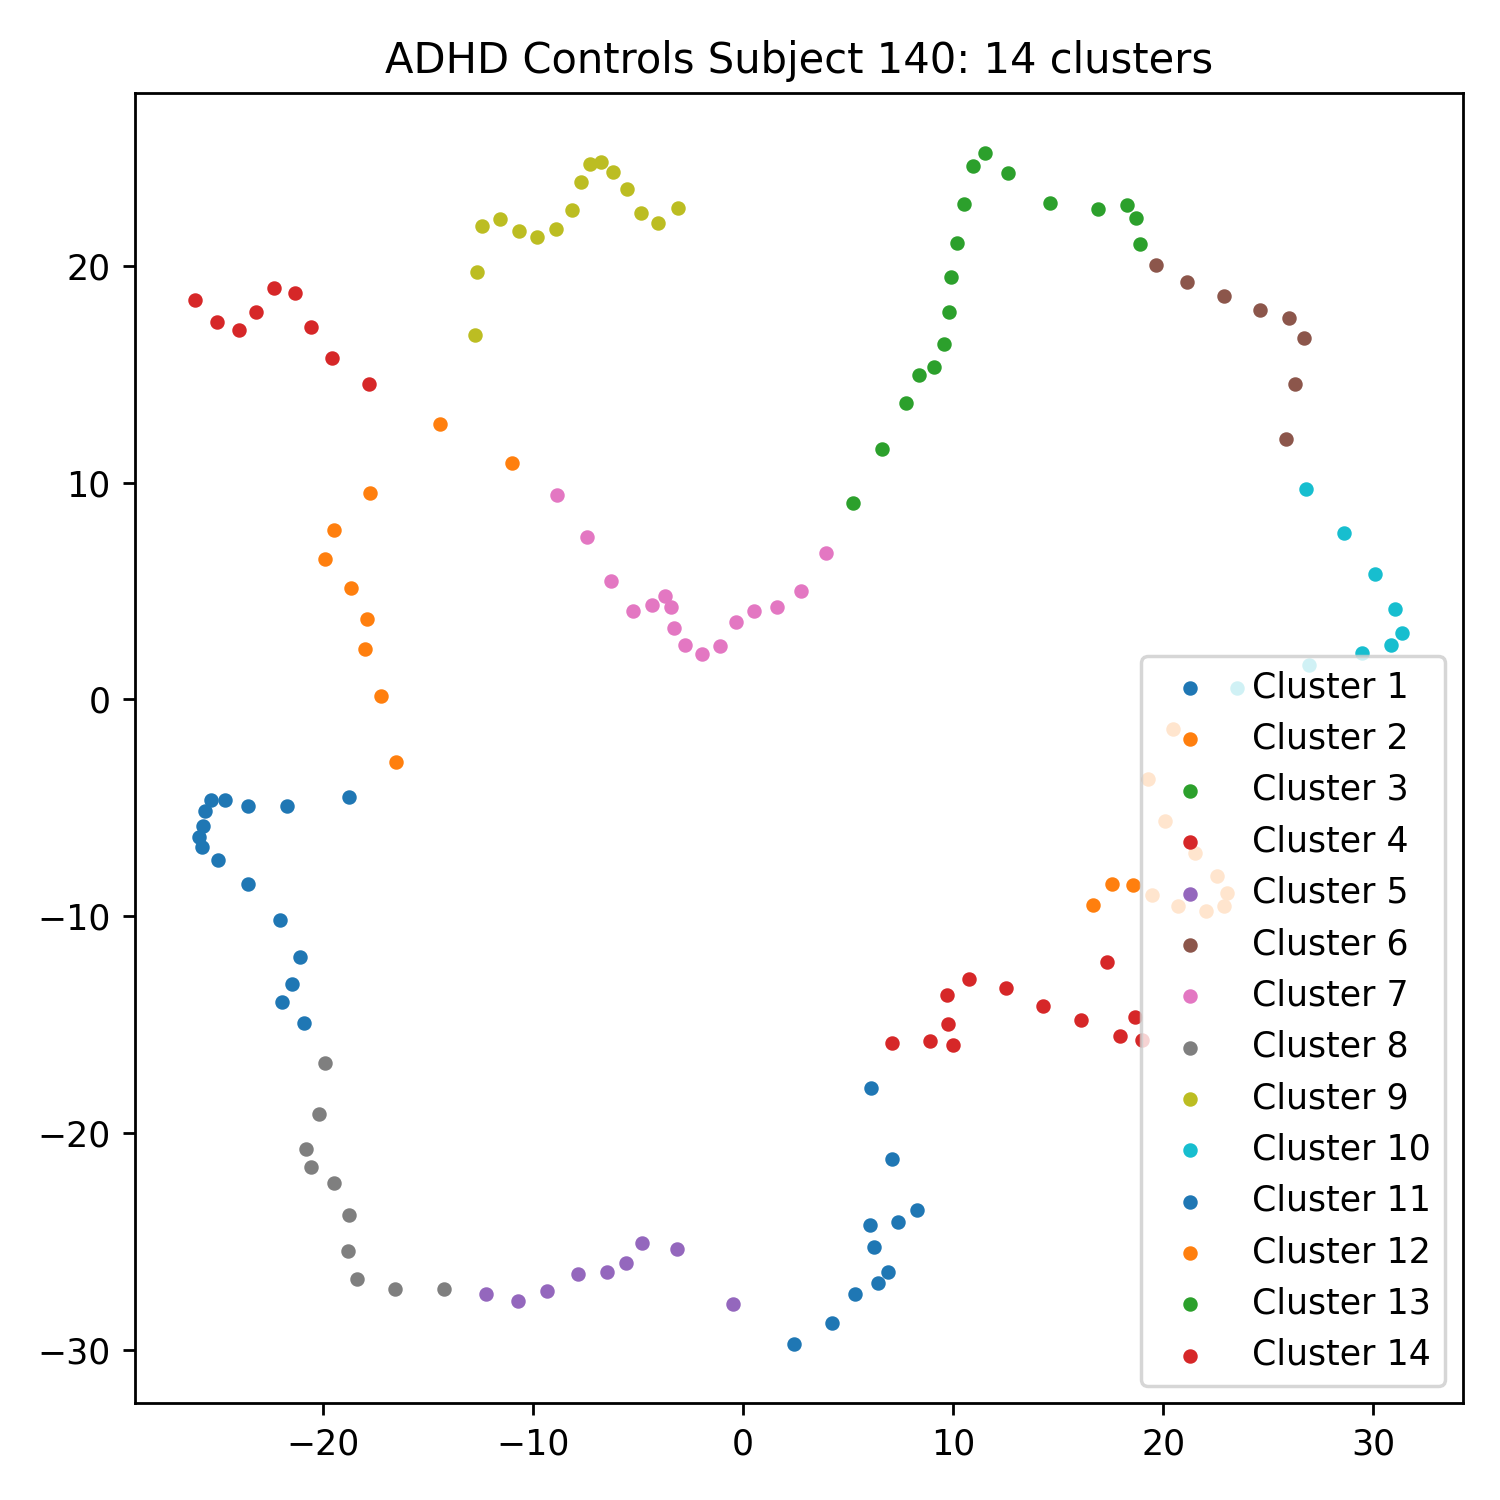 ADHD Controls Subject 140: 14 clusters
20
10
0
−10
−20
−30
−20
−10
0
10
20
30
Cluster 1
Cluster 2
Cluster 3
Cluster 4
Cluster 5
Cluster 6
Cluster 7
Cluster 8
Cluster 9
Cluster 10
Cluster 11
Cluster 12
Cluster 13
Cluster 14